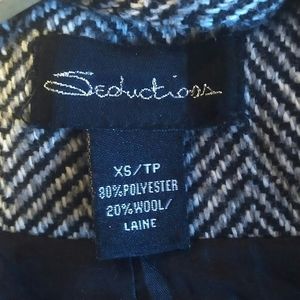 Seductions
XS/TP
80%POLYESTER
20%WOOL/
LAINE